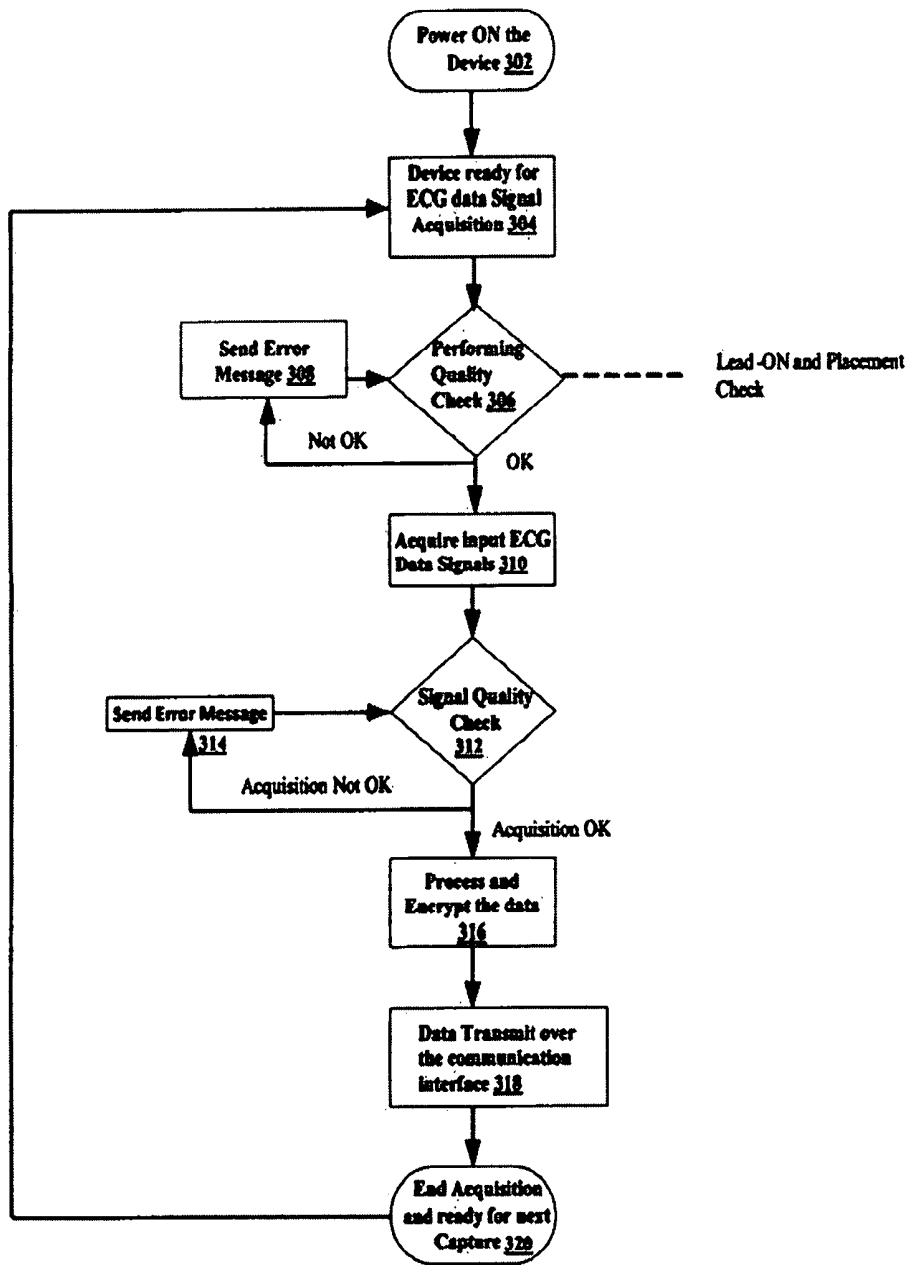 Power ON the
Device 302
Device ready for
ECG data Signal
Acquisition 304
Send Error
Message 308
Performing
Quality
Check 306
Lead -ON and Placement
Check
Not OK
OK
Acquire input ECG
Data Signals 310
Signal Quality
Check
312
Send Error Message
314
Acquisition Not OK
Acquisition OK
Process and
Encrypt the data
316
Data Transmit over
the communication
interface 318
End Acquisition
and ready for next
Capture 320